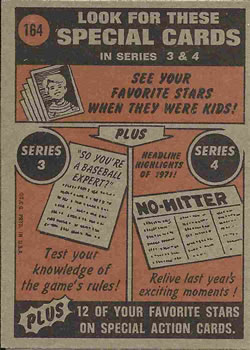 164
LOOK FOR THESE
SPECIAL CARDS
IN SERIES 3 & 4
SEE YOUR
FAVORITE STARS
WHEN THEY WERE KIDS!
PLUS
SERIES
3
"SO YOU'RE
A BASEBALL
EXPERT?"
HEADLINE
HIGHLIGHTS
OF 1971!
SERIES
4
NO-HITTER
Test your
knowledge of
the game's rules!
Relive last year's
exciting moments!
PLUS
12 OF YOUR FAVORITE STARS
ON SPECIAL ACTION CARDS.